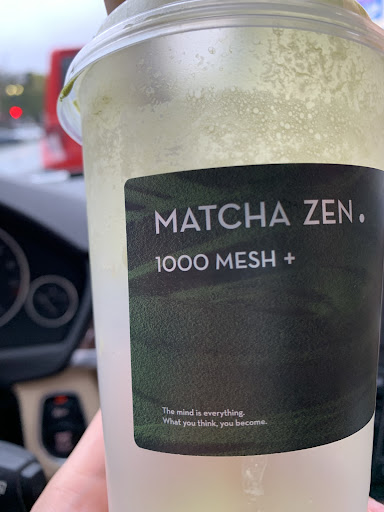 MATCHA ZEN.
1000 MESH +
The mind is everything.
What you think, you become.